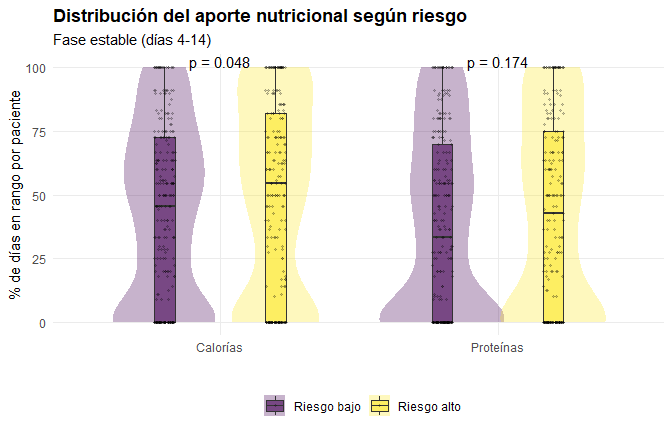 Distribución del aporte nutricional según riesgo
Fase estable (días 4-14)
% de días en rango por paciente
100
75
50
25
0
p = 0.048
p = 0.174
Calorías
Proteínas
Riesgo bajo
Riesgo alto